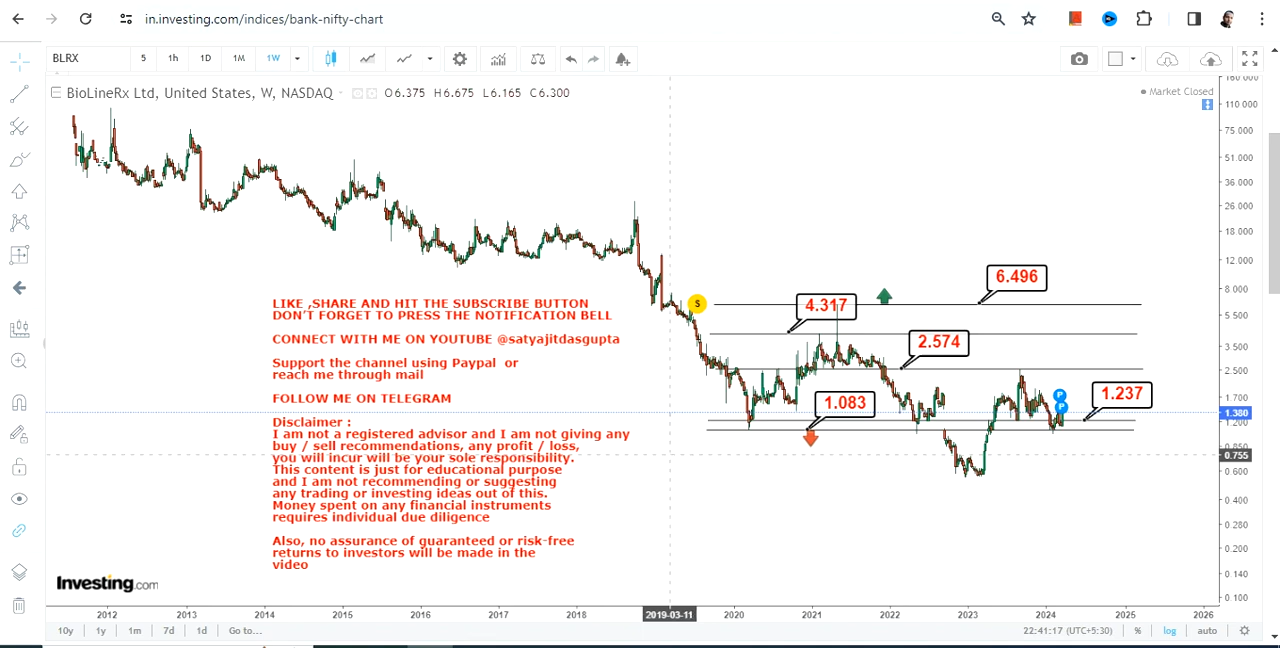 in.investing.com/indices/bank-nifty-chart
BLRX 5 1h 1D 1M 1W
BioLineRx Ltd, United States, W, NASDAQ O6.375 H6.675 L6.165 C6.300
Market Closed
110 000
75.000
51.000
36 000
26.000
18 000
12.000
8 000
5 500
3.500
2.500
1.700
1.380
1.200
0.755
0.600
0.400
0.280
0.200
0.140
0.100
6.496
4.317
2.574
1.237
1.083
S
P
P
LIKE ,SHARE AND HIT THE SUBSCRIBE BUTTON
DON'T FORGET TO PRESS THE NOTIFICATION BELL
CONNECT WITH ME ON YOUTUBE @satyajitdasgupta
Support the channel using Paypal or
reach me through mail
FOLLOW ME ON TELEGRAM
Disclaimer :
I am not a registered advisor and I am not giving any
buy / sell recommendations, any profit / loss,
you will incur will be your sole responsibility.
This content is just for educational purpose
and I am not recommending or suggesting
any trading or investing ideas out of this.
Money spent on any financial instruments
requires individual due diligence
Also, no assurance of guaranteed or risk-free
returns to investors will be made in the
video
Investing.com
2012 2013 2014 2015 2016 2017 2018 2019-03-11 2020 2021 2022 2023 2024 2025 2026
10y 1y 1m 7d 1d Go to... 22:41:17 (UTC+5:30) % log auto